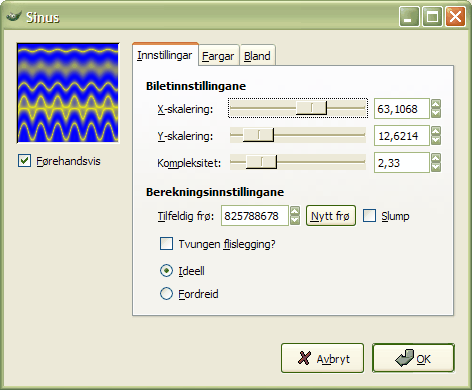 Sinus
Innstillingar Fargar Bland
Biletinnstillingane
X-skalering: 63,1068
Y-skalering: 12,6214
Kompleksitet: 2,33
Førehandsvis
Berekningsinnstillingane
Tilfeldig frø: 825788678 Nytt frø Slump
Tvungen flislegging?
Ideell
Fordreid
Avbryt OK